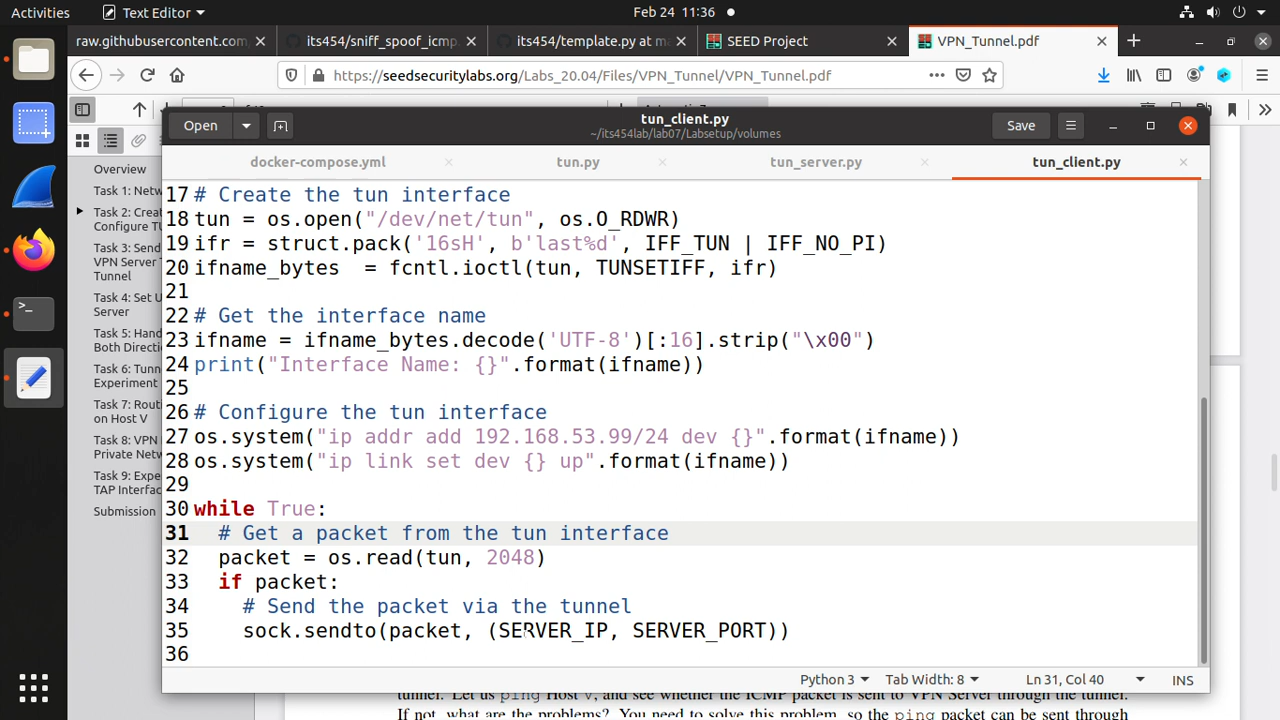 Activities
Text Editor
Feb 24 11:36
raw.githubusercontent.com
its454/sniff_spoof_icmp
its454/template.py at ma
SEED Project
VPN_Tunnel.pdf
https://seedsecuritylabs.org/Labs_20.04/Files/VPN_Tunnel/VPN_Tunnel.pdf
Open
tun_client.py
~/its454lab/lab07/Labsetup/volumes
Save
docker-compose.yml
tun.py
tun_server.py
tun_client.py
Overview
Task 1: Netw
Task 2: Creat
Configure TU
Task 3: Send
VPN Server T
Tunnel
Task 4: Set U
Server
Task 5: Hand
Both Directio
Task 6: Tunn
Experiment
Task 7: Rout
on Host V
Task 8: VPN
Private Netw
Task 9: Expe
TAP Interfac
Submission
17 # Create the tun interface
18 tun = os.open("/dev/net/tun", os.O_RDWR)
19 ifr = struct.pack('16sH', b'last%d', IFF_TUN | IFF_NO_PI)
20 ifname_bytes  = fcntl.ioctl(tun, TUNSETIFF, ifr)
21
22 # Get the interface name
23 ifname = ifname_bytes.decode('UTF-8')[:16].strip("\x00")
24 print("Interface Name: {}".format(ifname))
25
26 # Configure the tun interface
27 os.system("ip addr add 192.168.53.99/24 dev {}".format(ifname))
28 os.system("ip link set dev {} up".format(ifname))
29
30 while True:
31   # Get a packet from the tun interface
32   packet = os.read(tun, 2048)
33   if packet:
34     # Send the packet via the tunnel
35     sock.sendto(packet, (SERVER_IP, SERVER_PORT))
36
Python 3
Tab Width: 8
Ln 31, Col 40
INS
tunnel. Let us ping Host V, and see whether the ICMP packet is sent to VPN Server through the tunnel.
If not, what are the problems? You need to solve this problem, so the ping packet can be sent through